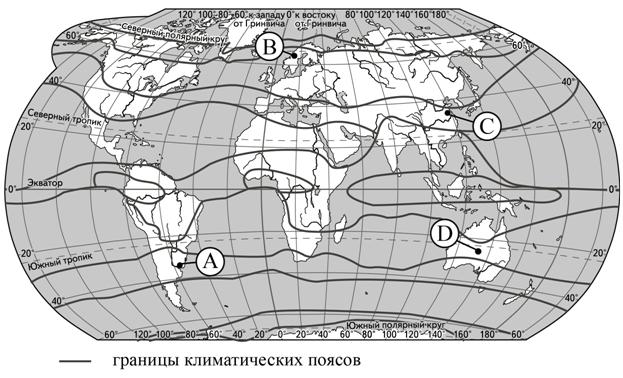 120° 100° 80° 60° к западу 0° к востоку 80° 100° 120° 140° 160° 180°
от Гринвича от Гринвича
Северный полярный круг
60° 60°
B
40° 40°
Северный тропик
C
20° 20°
Экватор
0° 0°
D
A
20° 20°
Южный тропик
40° 40°
Южный полярный круг
60° 120° 100° 80° 60° 40° 20° 0° 20° 40° 60° 80° 100° 120° 140° 160° 180° 60°
границы климатических поясов